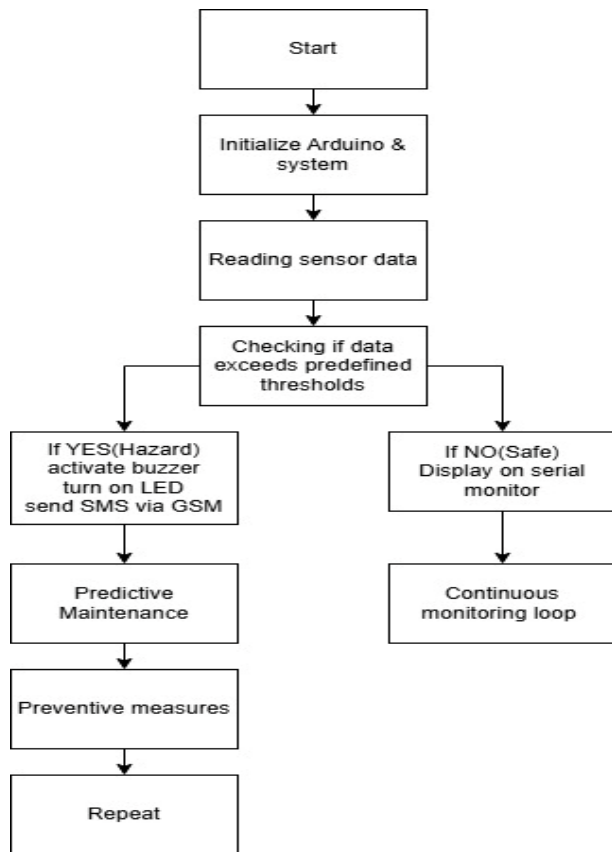 Start
Initialize Arduino &
system
Reading sensor data
Checking if data
exceeds predefined
thresholds
If YES(Hazard)
activate buzzer
turn on LED
send SMS via GSM
If NO(Safe)
Display on serial
monitor
Predictive
Maintenance
Continuous
monitoring loop
Preventive measures
Repeat